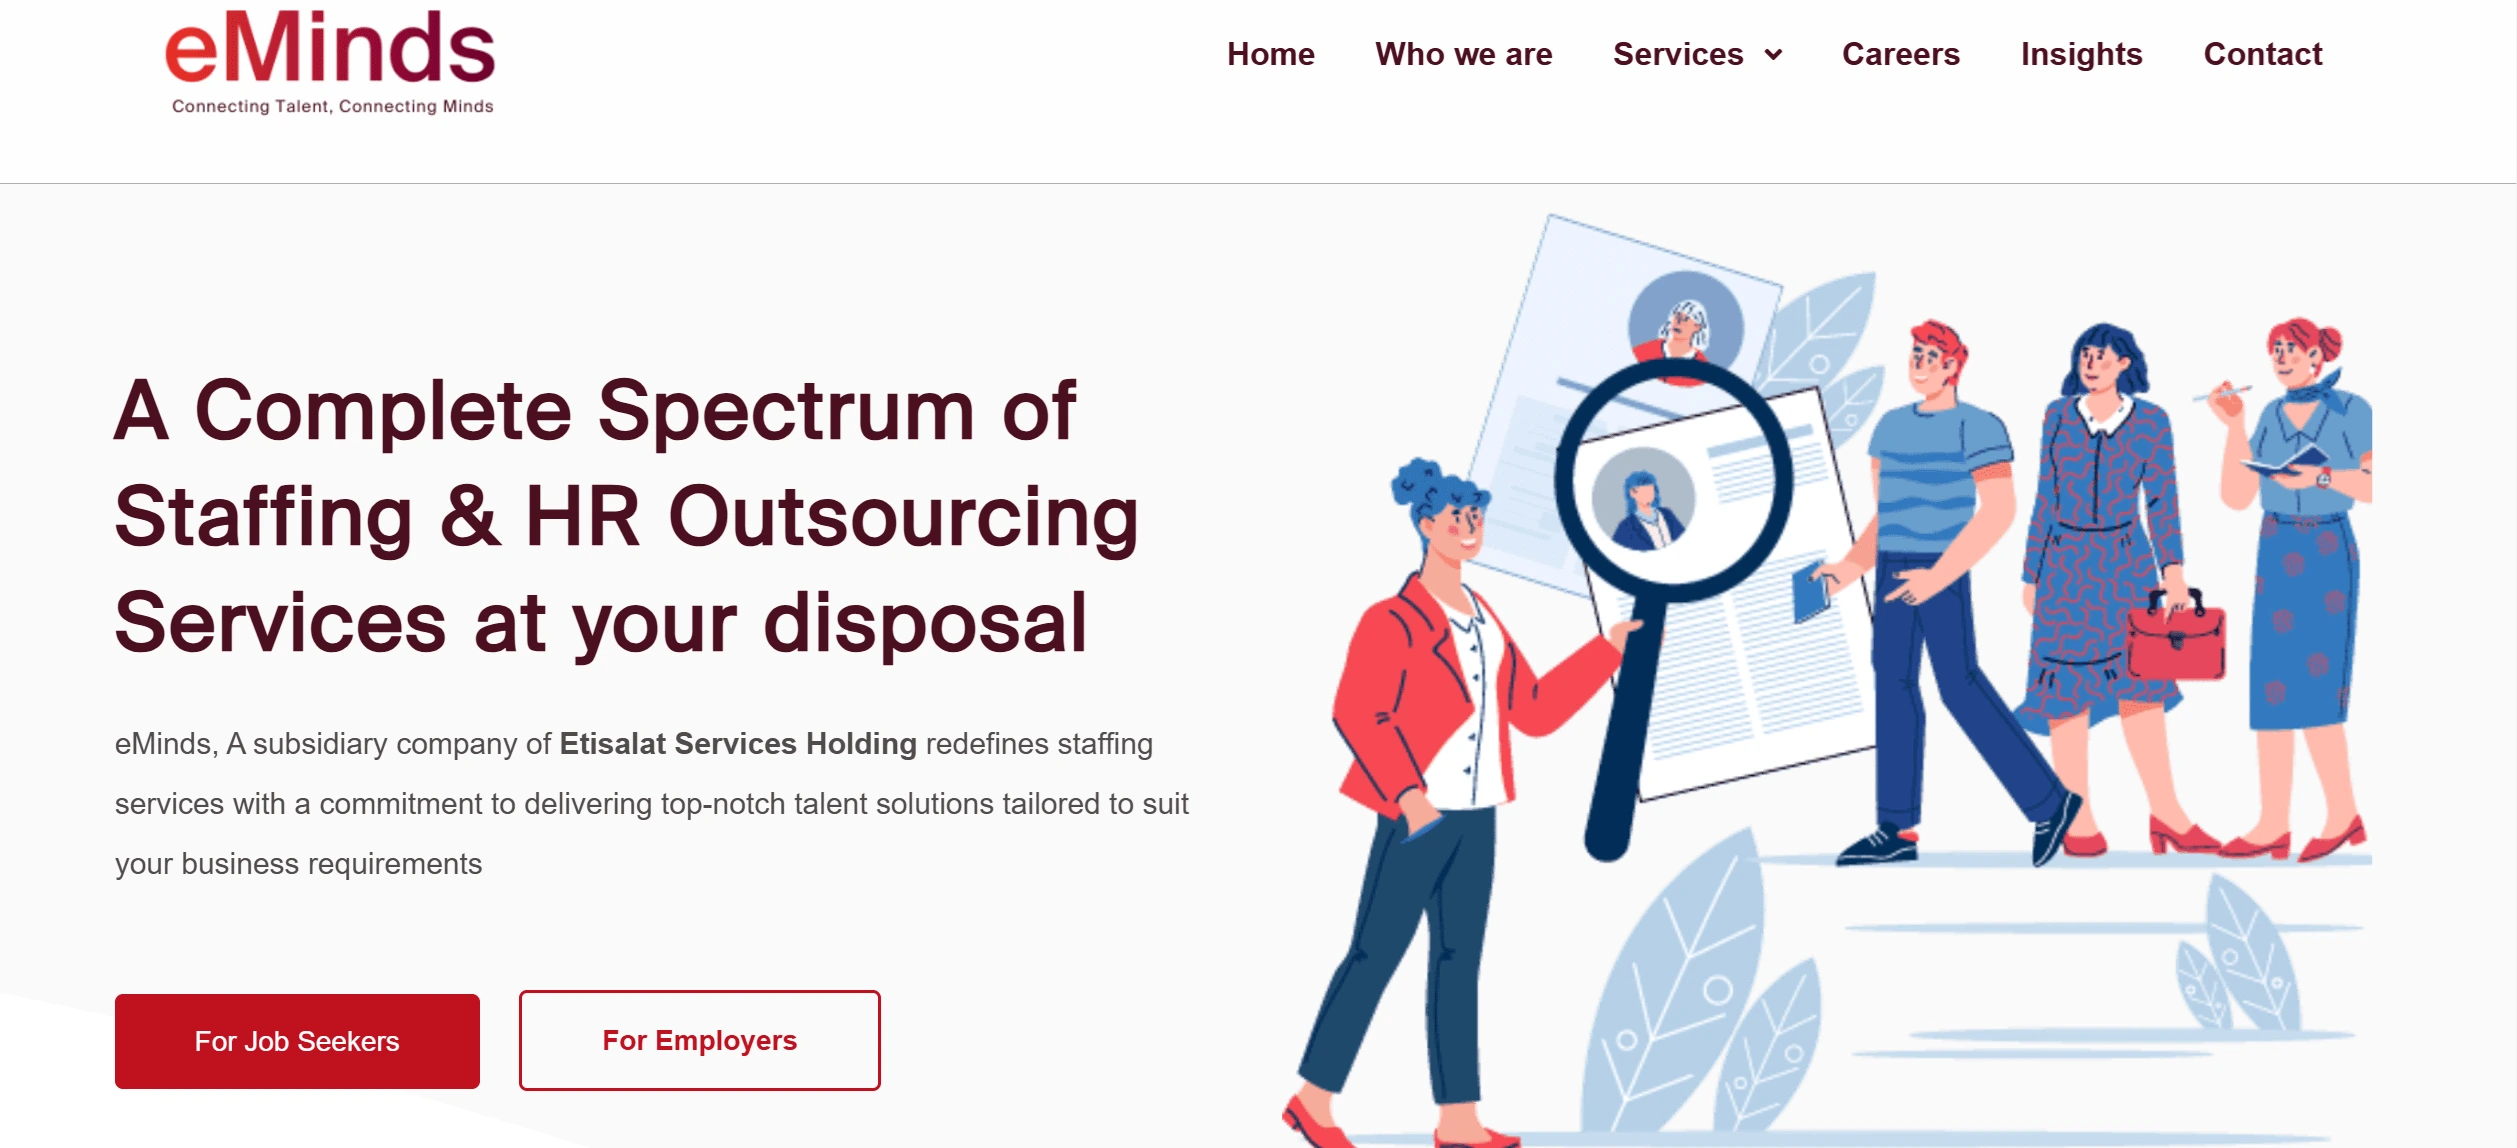 eMinds
Connecting Talent, Connecting Minds
Home
Who we are
Services
Careers
Insights
Contact
A Complete Spectrum of
Staffing & HR Outsourcing
Services at your disposal
eMinds, A subsidiary company of Etisalat Services Holding redefines staffing
services with a commitment to delivering top-notch talent solutions tailored to suit
your business requirements
For Job Seekers
For Employers